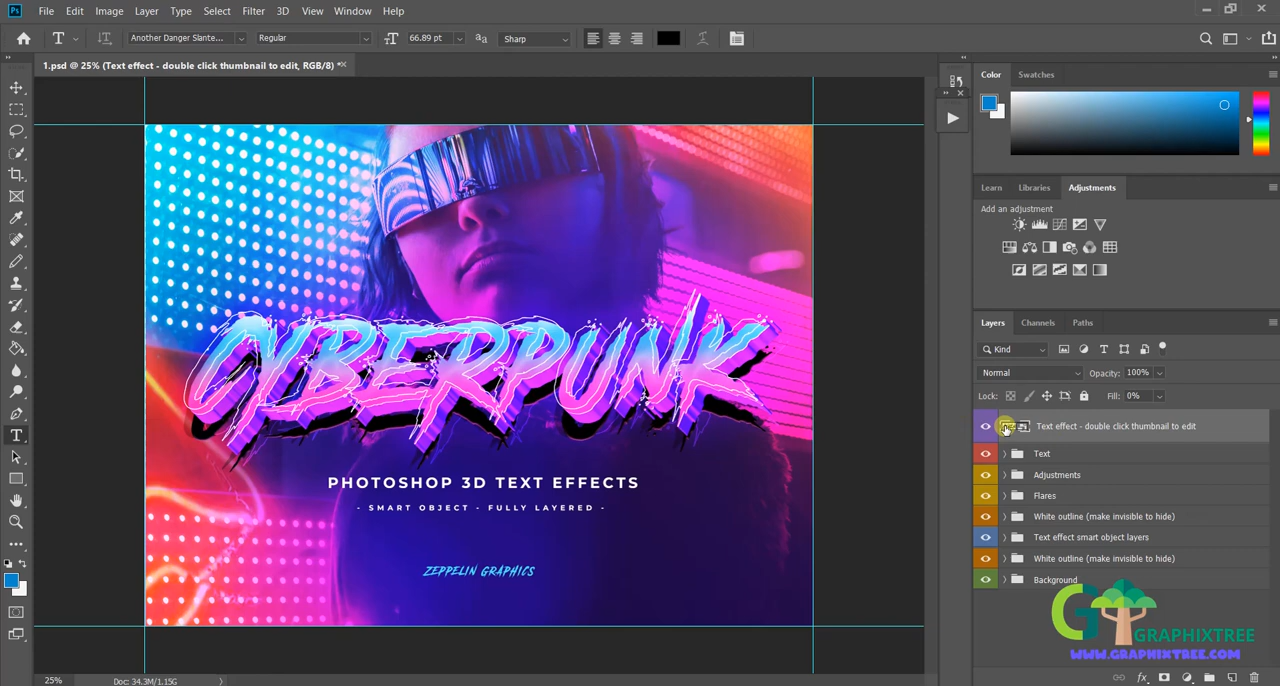 Ps File Edit Image Layer Type Select Filter 3D View Window Help
T Another Danger Slante... Regular 66.89 pt aa Sharp
1.psd @ 25% (Text effect - double click thumbnail to edit, RGB/8) *
Color Swatches
Learn Libraries Adjustments
Add an adjustment
Layers Channels Paths
Kind
Normal Opacity: 100%
Lock: Fill: 0%
Text effect - double click thumbnail to edit
Text
Adjustments
Flares
White outline (make invisible to hide)
Text effect smart object layers
White outline (make invisible to hide)
Background
CYBERPUNK
PHOTOSHOP 3D TEXT EFFECTS
- SMART OBJECT - FULLY LAYERED -
ZEPPELIN GRAPHICS
GRAPHIXTREE
WWW.GRAPHIXTREE.COM
25% Doc: 34.3M/1.15G